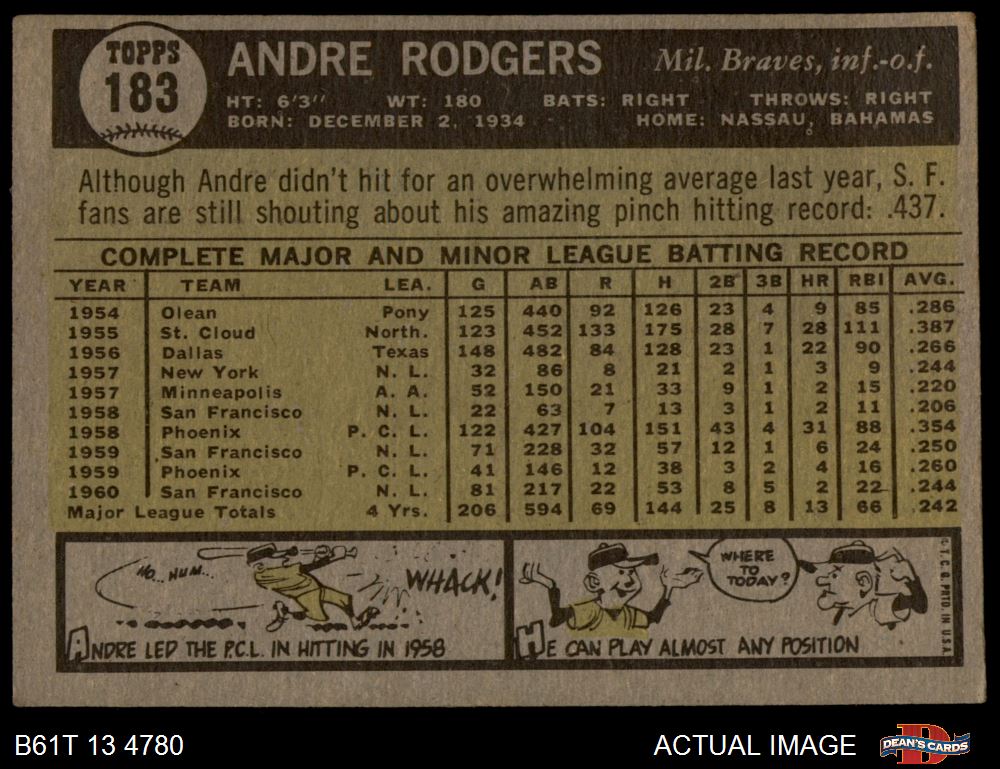 TOPPS
183
ANDRE RODGERS
Mil. Braves, inf.-o.f.
HT: 6'3" WT: 180 BATS: RIGHT THROWS: RIGHT
BORN: DECEMBER 2, 1934 HOME: NASSAU, BAHAMAS
Although Andre didn't hit for an overwhelming average last year, S. F.
fans are still shouting about his amazing pinch hitting record: .437.
COMPLETE MAJOR AND MINOR LEAGUE BATTING RECORD
YEAR TEAM LEA. G AB R H 2B 3B HR RBI AVG.
1954 Olean Pony 125 440 92 126 23 4 9 85 .286
1955 St. Cloud North. 123 452 133 175 28 7 28 111 .387
1956 Dallas Texas 148 482 84 128 23 1 22 90 .266
1957 New York N. L. 32 86 8 21 2 1 3 9 .244
1957 Minneapolis A. A. 52 150 21 33 9 1 2 15 .220
1958 San Francisco N. L. 22 63 7 13 3 1 2 11 .206
1958 Phoenix P. C. L. 122 427 104 151 43 4 31 88 .354
1959 San Francisco N. L. 71 228 32 57 12 1 6 24 .250
1959 Phoenix P. C. L. 41 146 12 38 3 2 4 16 .260
1960 San Francisco N. L. 81 217 22 53 8 5 2 22 .244
Major League Totals 4 Yrs. 206 594 69 144 25 8 13 66 .242
HO.. HUM...
WHACK!
ANDRE LED THE P.C.L. IN HITTING IN 1958
WHERE
TO
TODAY?
HE CAN PLAY ALMOST ANY POSITION
© T. C. G. PRTD. IN U.S.A.
B61T 13 4780
ACTUAL IMAGE
DEAN'S CARDS